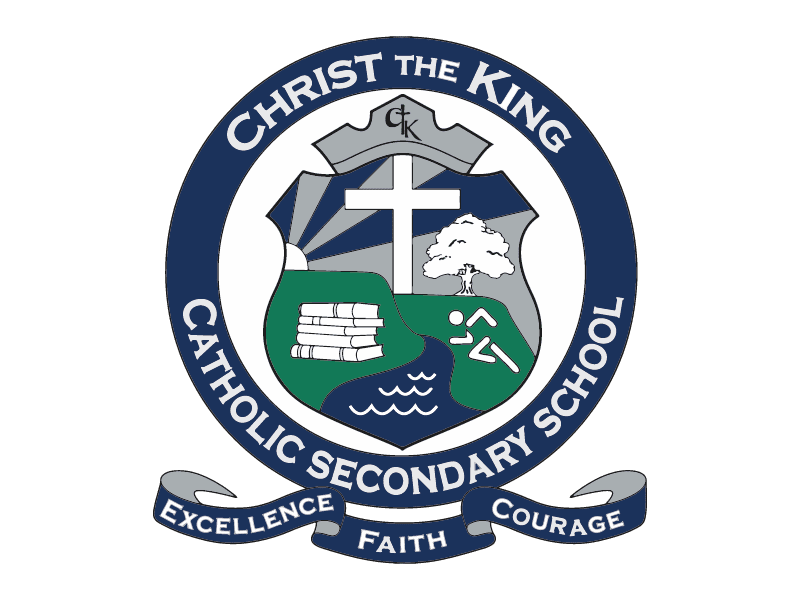 CHRIST THE KING
CTK
CATHOLIC SECONDARY SCHOOL
EXCELLENCE
FAITH
COURAGE